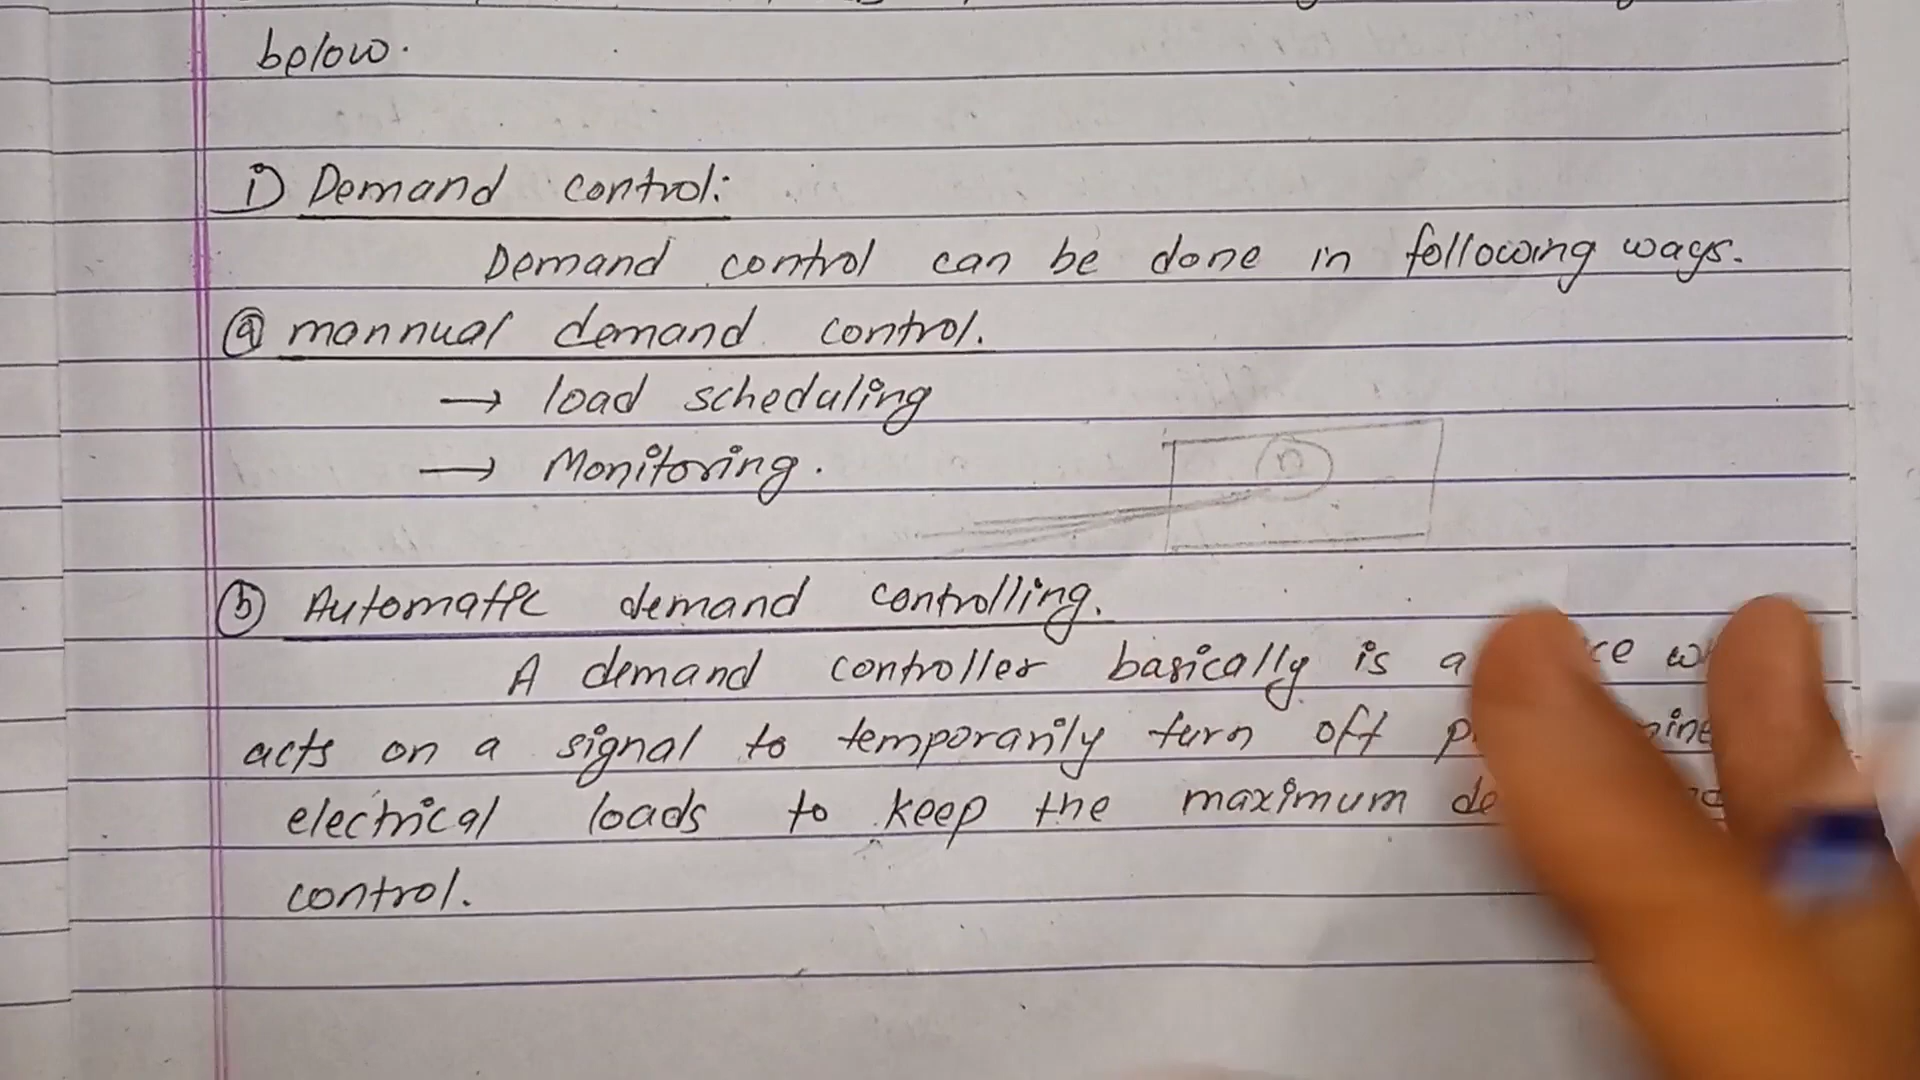 below.
i) Demand control:
Demand control can be done in following ways.
ⓐ mannual demand control.
→ load scheduling
→ Monitoring.
n
ⓑ Automatic demand controlling.
A demand controller basically is a
acts on a signal to temporarily turn off
electrical loads to keep the maximum
control.